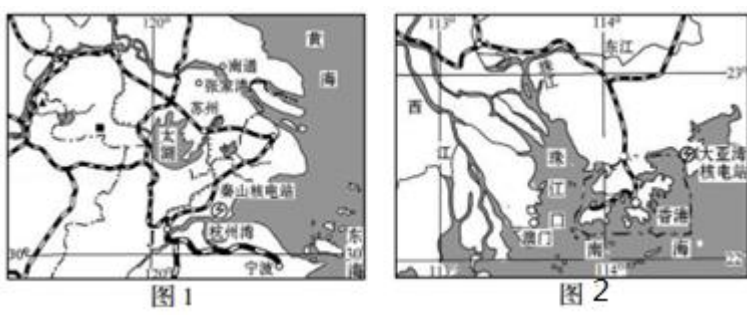 120°
黄
海
南通
张家港
苏州
太
湖
秦山核电站
杭州湾
30°
120°
宁波
东
30°
海
图1
113°
114°
东江
珠
江
23°
西
江
珠
江
口
大亚湾
核电站
香港
澳门
南
海
113°
114°
22°
图2